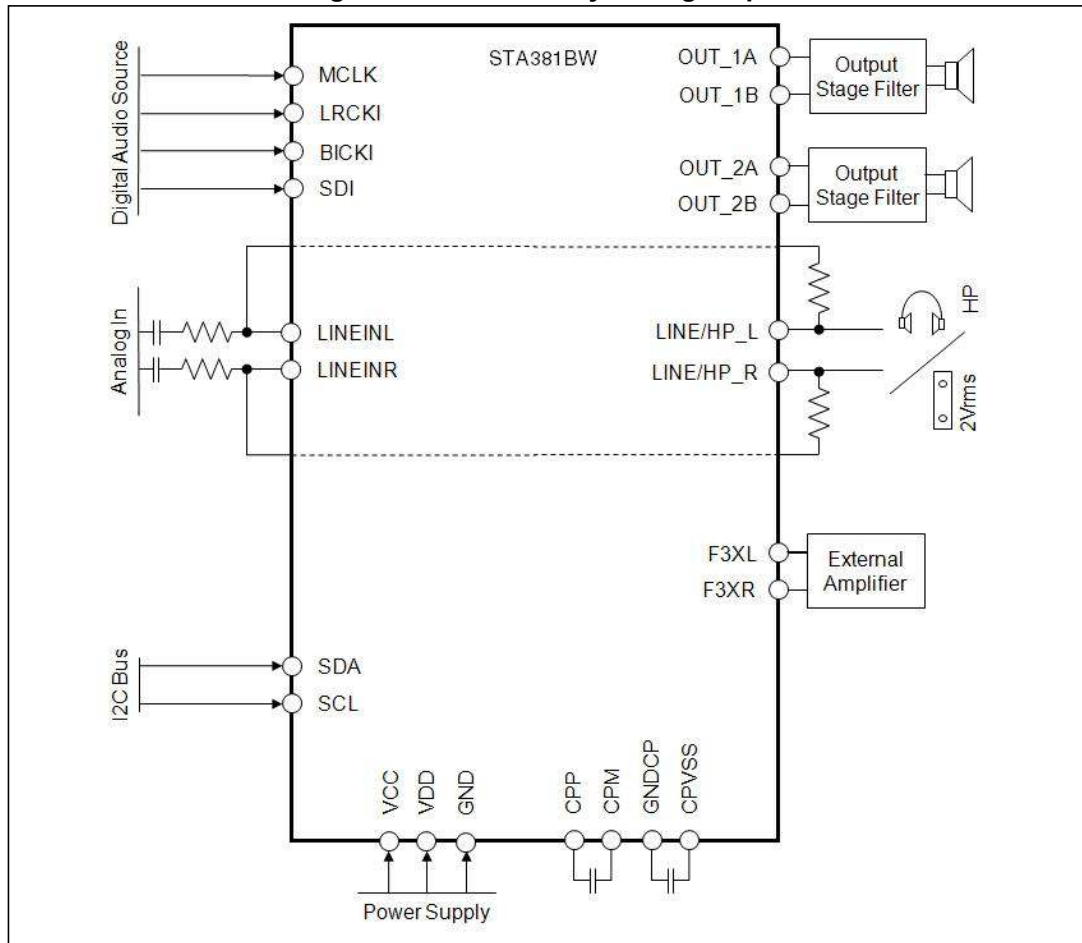 STA381BW
Digital Audio Source
MCLK
LRCKI
BICKI
SDI
OUT_1A
OUT_1B
Output
Stage Filter
OUT_2A
OUT_2B
Output
Stage Filter
Analog In
LINEINL
LINEINR
LINE/HP_L
LINE/HP_R
HP
2Vrms
F3XL
F3XR
External
Amplifier
I2C Bus
SDA
SCL
VCC
VDD
GND
CPP
CPM
GNDCP
CPVSS
Power Supply